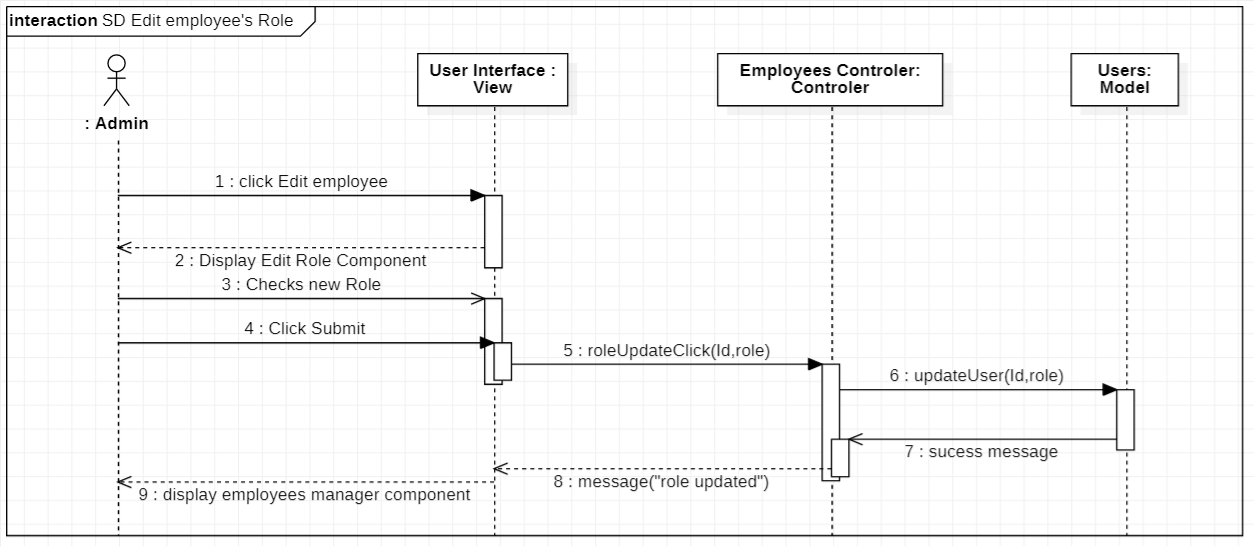 interaction SD Edit employee's Role
: Admin
User Interface :
View
Employees Controler:
Controler
Users:
Model
1 : click Edit employee
2 : Display Edit Role Component
3 : Checks new Role
4 : Click Submit
5 : roleUpdateClick(Id,role)
6 : updateUser(Id,role)
7 : sucess message
8 : message("role updated")
9 : display employees manager component